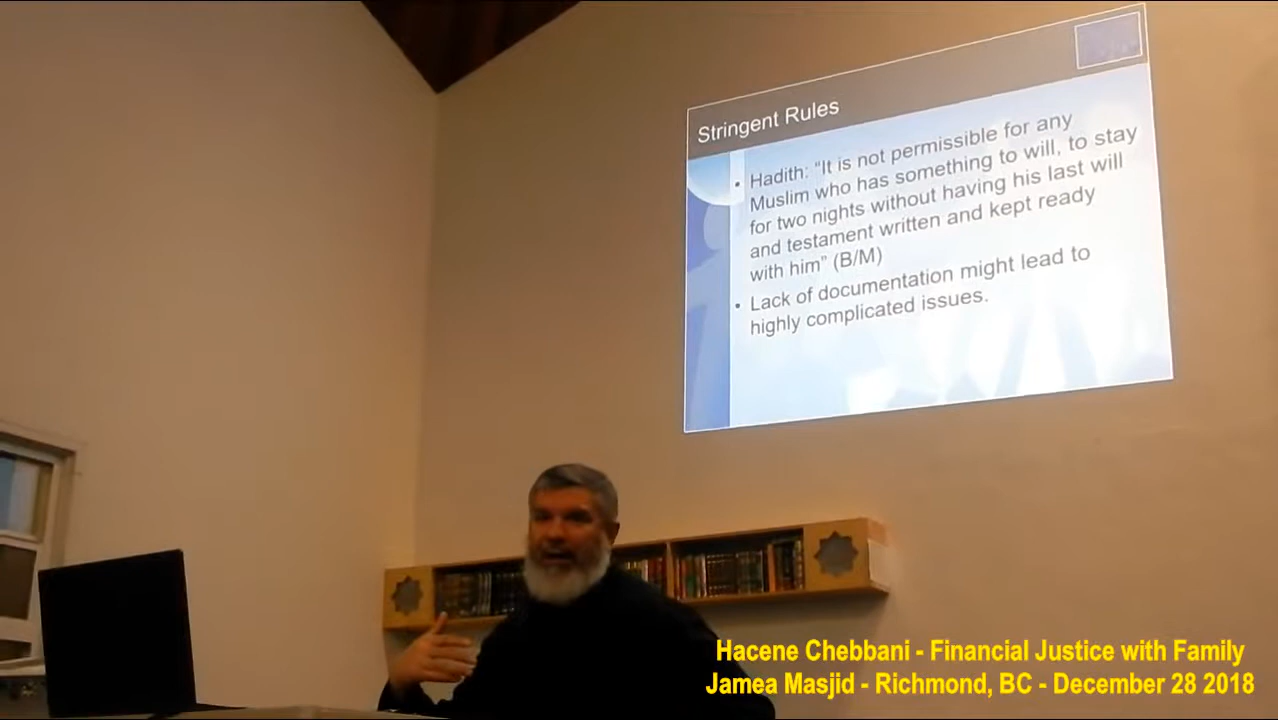 Stringent Rules
• Hadith: “It is not permissible for any
Muslim who has something to will, to stay
for two nights without having his last will
and testament written and kept ready
with him” (B/M)
• Lack of documentation might lead to
highly complicated issues.
Hacene Chebbani - Financial Justice with Family
Jamea Masjid - Richmond, BC - December 28 2018